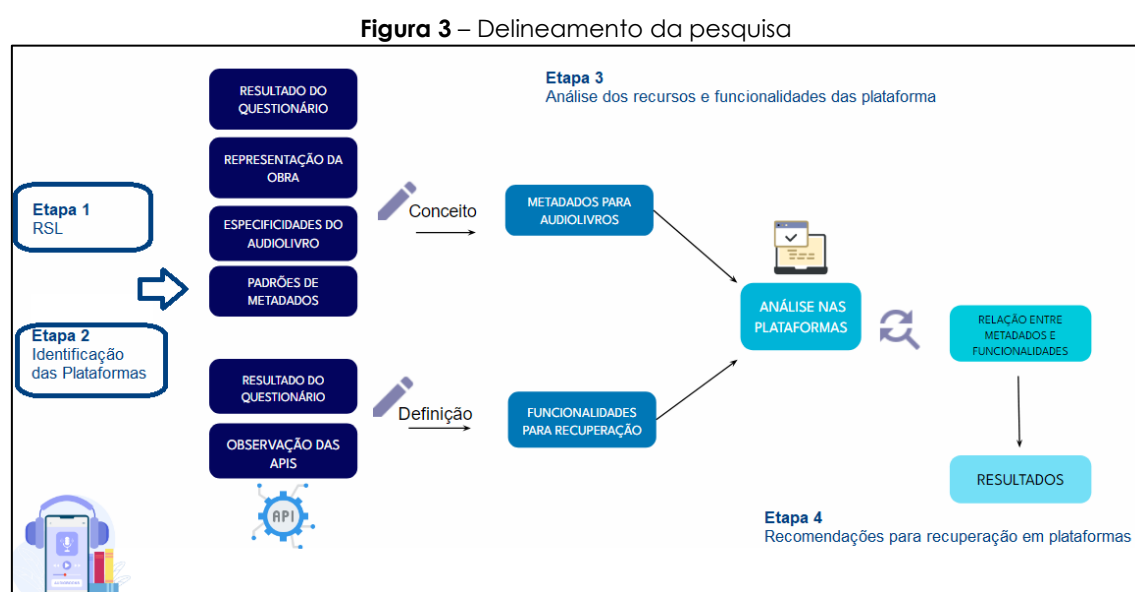 Figura 3 – Delineamento da pesquisa
Etapa 1
RSL
Etapa 2
Identificação
das Plataformas
RESULTADO DO
QUESTIONÁRIO
REPRESENTAÇÃO DA
OBRA
ESPECIFICIDADES DO
AUDIOLIVRO
PADRÕES DE
METADADOS
RESULTADO DO
QUESTIONÁRIO
OBSERVAÇÃO DAS
APIS
API
Conceito
Definição
Etapa 3
Análise dos recursos e funcionalidades das plataforma
METADADOS PARA
AUDIOLIVROS
FUNCIONALIDADES
PARA RECUPERAÇÃO
ANÁLISE NAS
PLATAFORMAS
RELAÇÃO ENTRE
METADADOS E
FUNCIONALIDADES
RESULTADOS
Etapa 4
Recomendações para recuperação em plataformas